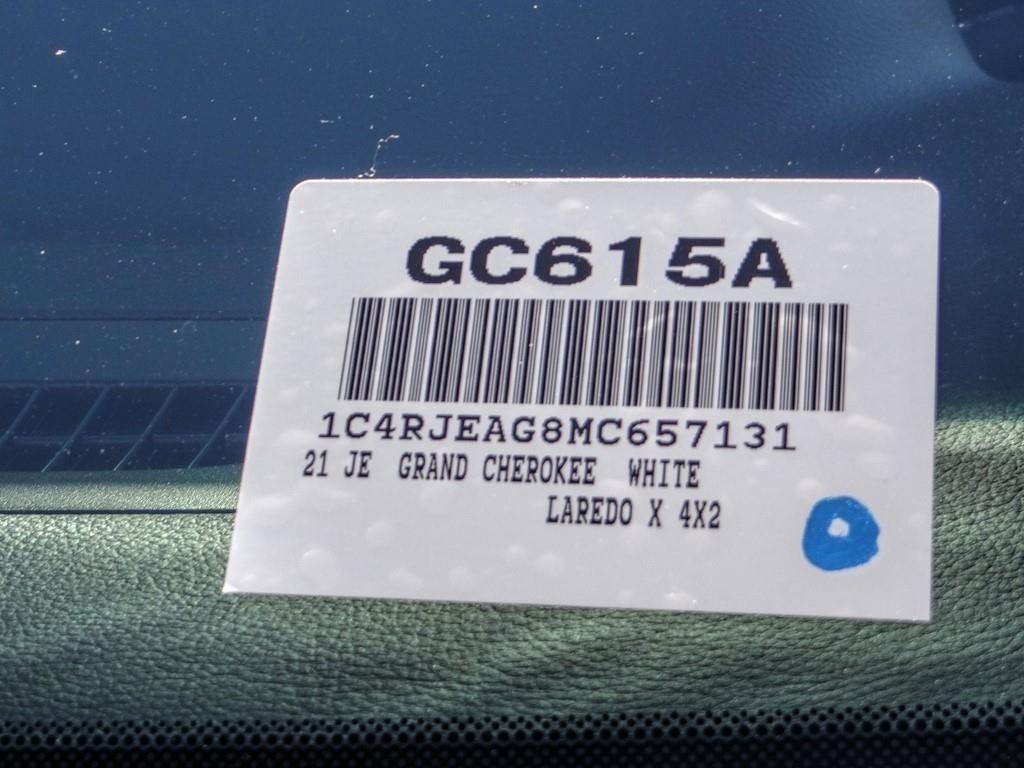 GC615A
1C4RJEAG8MC657131
21 JE GRAND CHEROKEE WHITE
LAREDO X 4X2